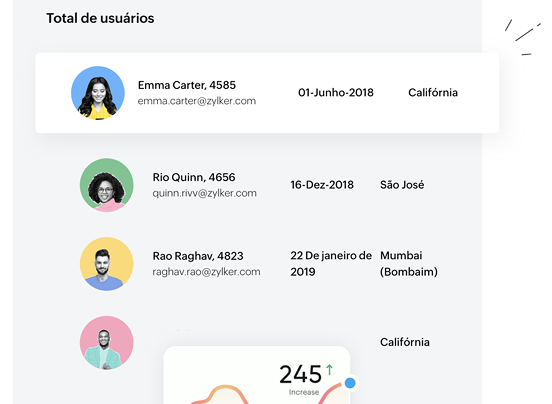 Total de usuários
Emma Carter, 4585
emma.carter@zylker.com
01-Junho-2018
Califórnia
Rio Quinn, 4656
quinn.rivv@zylker.com
16-Dez-2018
São José
Rao Raghav, 4823
raghav.rao@zylker.com
22 De janeiro de
2019
Mumbai
(Bombaim)
Califórnia
245
Increase